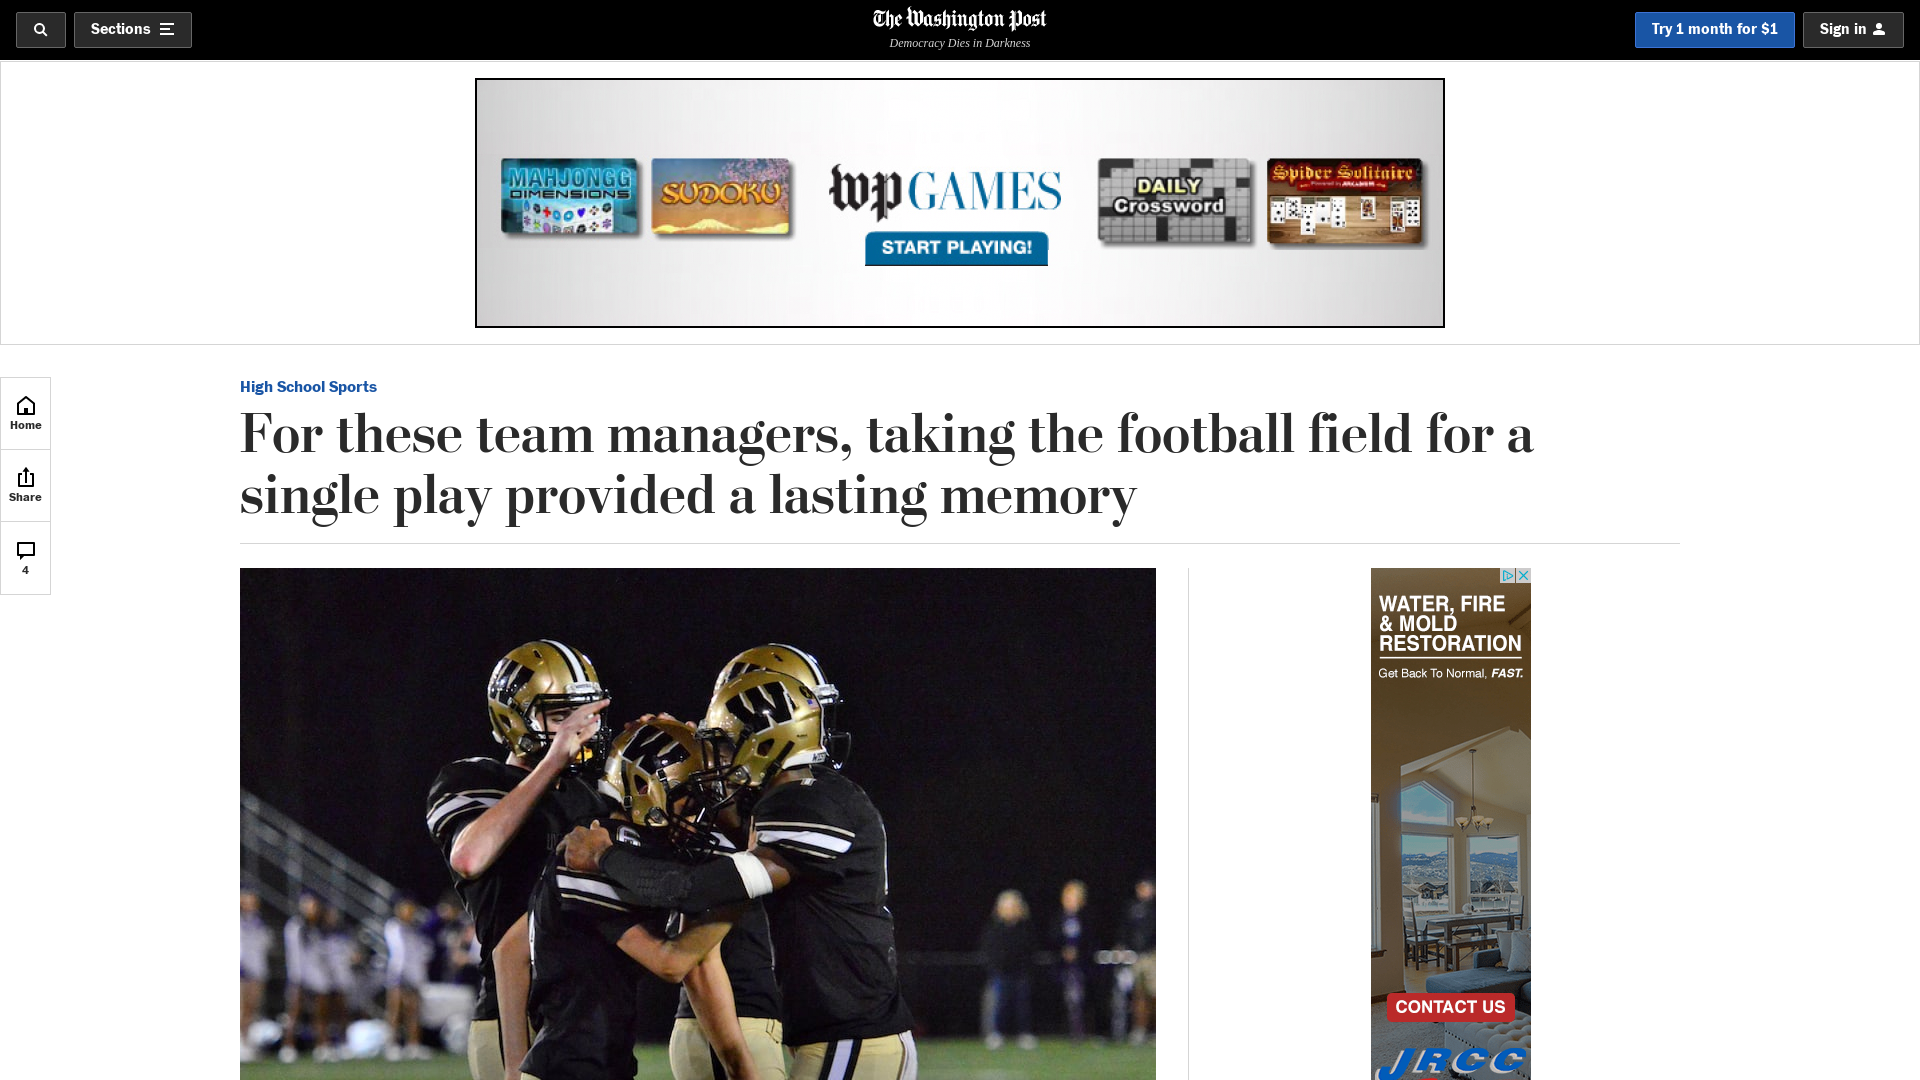 Sections
The Washington Post
Democracy Dies in Darkness
Try 1 month for $1
Sign in
MAHJONGG
DIMENSIONS
SUDOKU
wp GAMES
START PLAYING!
DAILY
Crossword
Spider Solitaire
Home
Share
4
High School Sports
For these team managers, taking the football field for a
single play provided a lasting memory
W
WATER, FIRE
& MOLD
RESTORATION
Get Back To Normal, FAST.
CONTACT US
JRCC